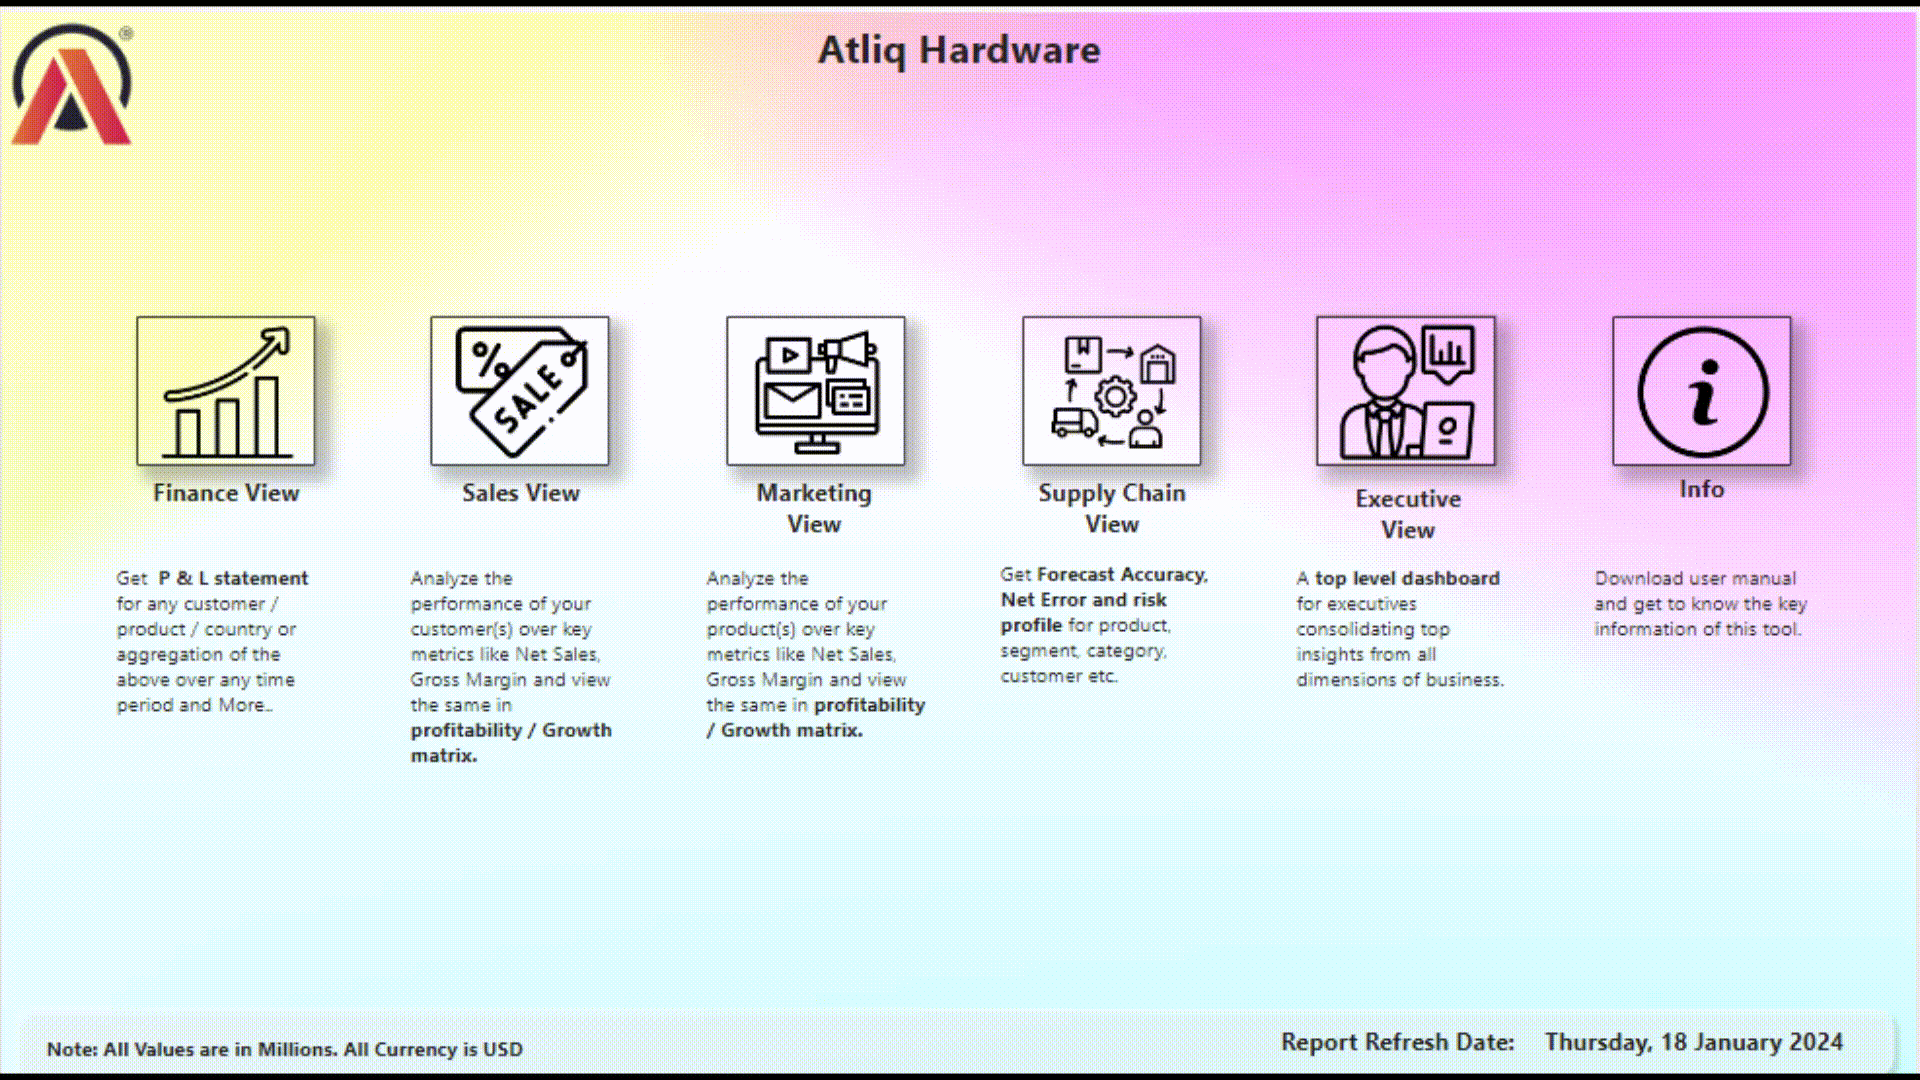 ®
Atliq Hardware
%
SALE
Finance View
Sales View
Marketing
View
Supply Chain
View
Executive
View
i
Info
Get P & L statement
for any customer /
product / country or
aggregation of the
above over any time
period and More..
Analyze the
performance of your
customer(s) over key
metrics like Net Sales,
Gross Margin and view
the same in
profitability / Growth
matrix.
Analyze the
performance of your
product(s) over key
metrics like Net Sales,
Gross Margin and view
the same in profitability
/ Growth matrix.
Get Forecast Accuracy,
Net Error and risk
profile for product,
segment, category,
customer etc.
A top level dashboard
for executives
consolidating top
insights from all
dimensions of business.
Download user manual
and get to know the key
information of this tool.
Note: All Values are in Millions. All Currency is USD
Report Refresh Date: Thursday, 18 January 2024